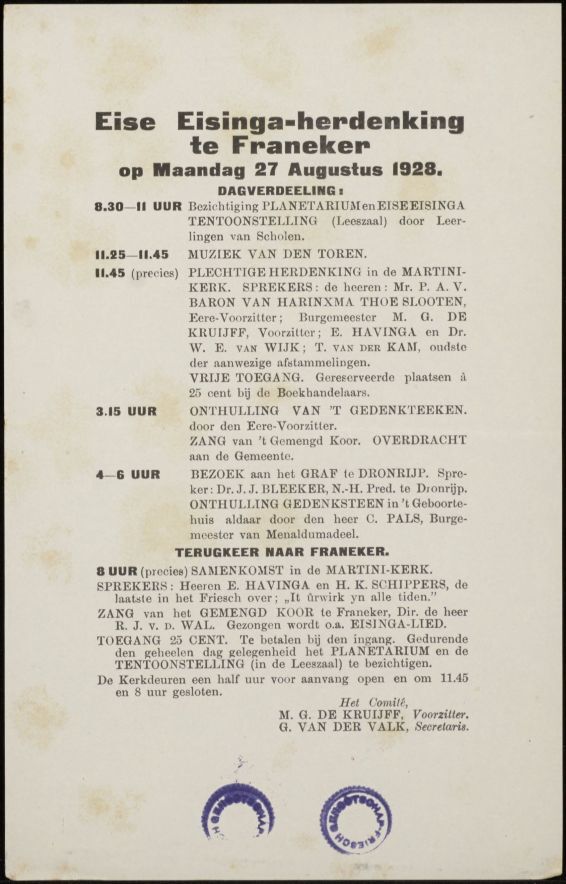 Eise Eisinga-herdenking
te Franeker
op Maandag 27 Augustus 1928.
DAGVERDEELING:
8.30—11 UUR Bezichtiging PLANETARIUM en EISE EISINGA
TENTOONSTELLING (Leeszaal) door Leer-
lingen van Scholen.
11.25—11.45 MUZIEK VAN DEN TOREN.
11.45 (precies) PLECHTIGE HERDENKING in de MARTINI-
KERK. SPREKERS: de heeren: Mr. P. A. V.
BARON VAN HARINXMA THOE SLOOTEN,
Eere-Voorzitter; Burgemeester M. G. DE
KRUIJFF, Voorzitter; E. HAVINGA en Dr.
W. E. VAN WIJK; T. VAN DER KAM, oudste
der aanwezige afstammelingen.
VRIJE TOEGANG. Gereserveerde plaatsen à
25 cent bij de Boekhandelaars.
3.15 UUR ONTHULLING VAN 'T GEDENKTEEKEN.
door den Eere-Voorzitter.
ZANG van 't Gemengd Koor. OVERDRACHT
aan de Gemeente.
4—6 UUR BEZOEK aan het GRAF te DRONRIJP. Spre-
ker: Dr. J. J. BLEEKER, N.-H. Pred. te Dronrijp.
ONTHULLING GEDENKSTEEN in 't Geboorte-
huis aldaar door den heer C. PALS, Burge-
meester van Menaldumadeel.
TERUGKEER NAAR FRANEKER.
8 UUR (precies) SAMENKOMST in de MARTINI-KERK.
SPREKERS: Heeren E. HAVINGA en H. K. SCHIPPERS, de
laatste in het Friesch over; „It ûrwirk yn alle tiden."
ZANG van het GEMENGD KOOR te Franeker, Dir. de heer
R. J. V. D. WAL. Gezongen wordt o.a. EISINGA-LIED.
TOEGANG 25 CENT. Te betalen bij den ingang. Gedurende
den geheelen dag gelegenheid het PLANETARIUM en de
TENTOONSTELLING (in de Leeszaal) te bezichtigen.
De Kerkdeuren een half uur voor aanvang open en om 11.45
en 8 uur gesloten.
Het Comité,
M. G. DE KRUIJFF, Voorzitter.
G. VAN DER VALK, Secretaris.
GENOOTSCHAP-FRIESCH